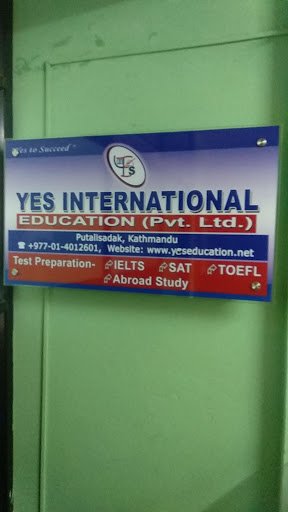 "Yes to Succeed"
YES
YES INTERNATIONAL
EDUCATION (Pvt. Ltd.)
Putalisadak, Kathmandu
☎ +977-01-4012601, Website: www.yeseducation.net
Test Preparation- IELTS SAT TOEFL
Abroad Study